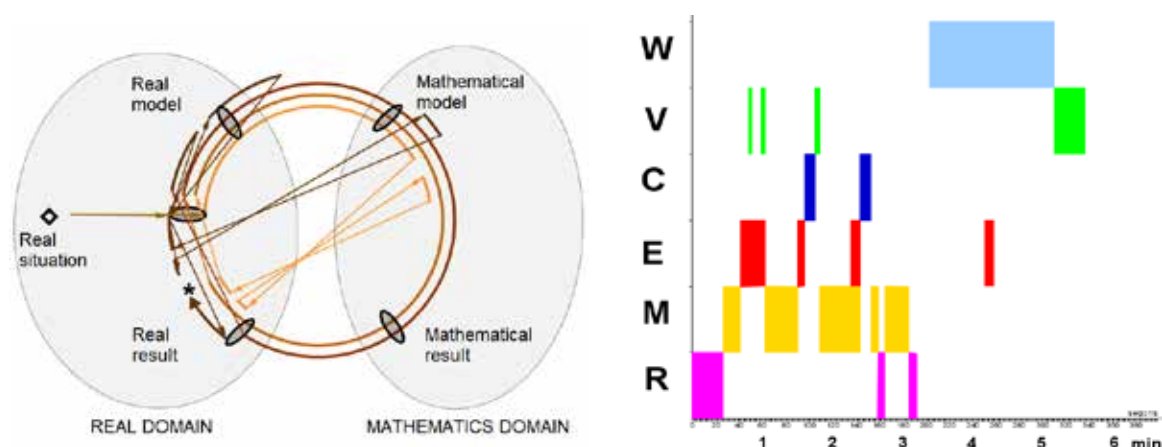 Real
model
Mathematical
model
Real
situation
*
Real
result
Mathematical
result
REAL DOMAIN
MATHEMATICS DOMAIN
W
V
C
E
M
R
1 2 3 4 5 6 min